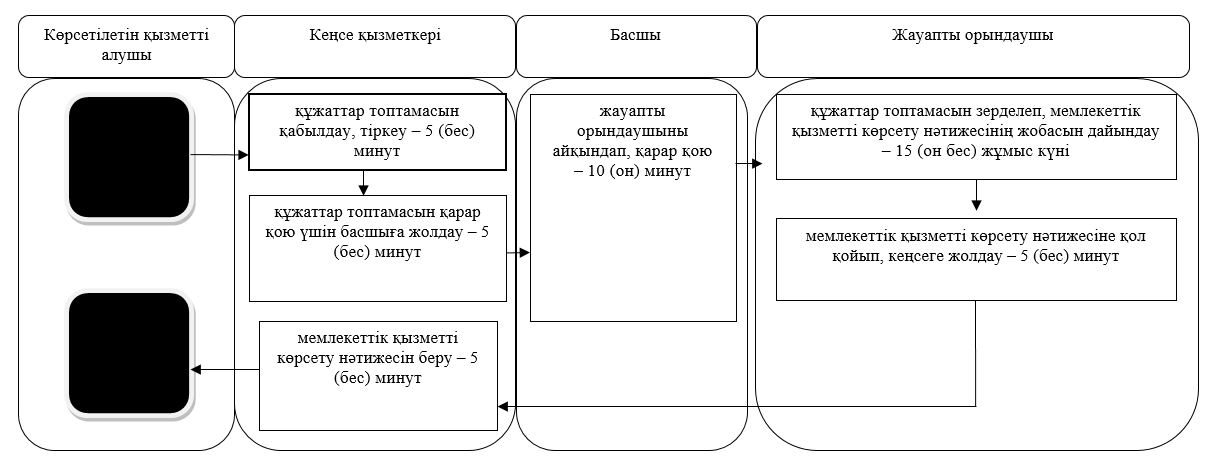 Көрсетілетін қызметті
алушы
Кеңсе қызметкері
Басшы
Жауапты орындаушы
құжаттар топтамасын
қабылдау, тіркеу – 5 (бес)
минут
құжаттар топтамасын қарар
қою үшін басшыға жолдау – 5
(бес) минут
мемлекеттік қызметті
көрсету нәтижесін беру – 5
(бес) минут
жауапты
орындаушыны
айқындап, қарар қою
– 10 (он) минут
құжаттар топтамасын зерделеп, мемлекеттік
қызметті көрсету нәтижесінің жобасын дайындау
– 15 (он бес) жұмыс күні
мемлекеттік қызметті көрсету нәтижесіне қол
қойып, кеңсеге жолдау – 5 (бес) минут